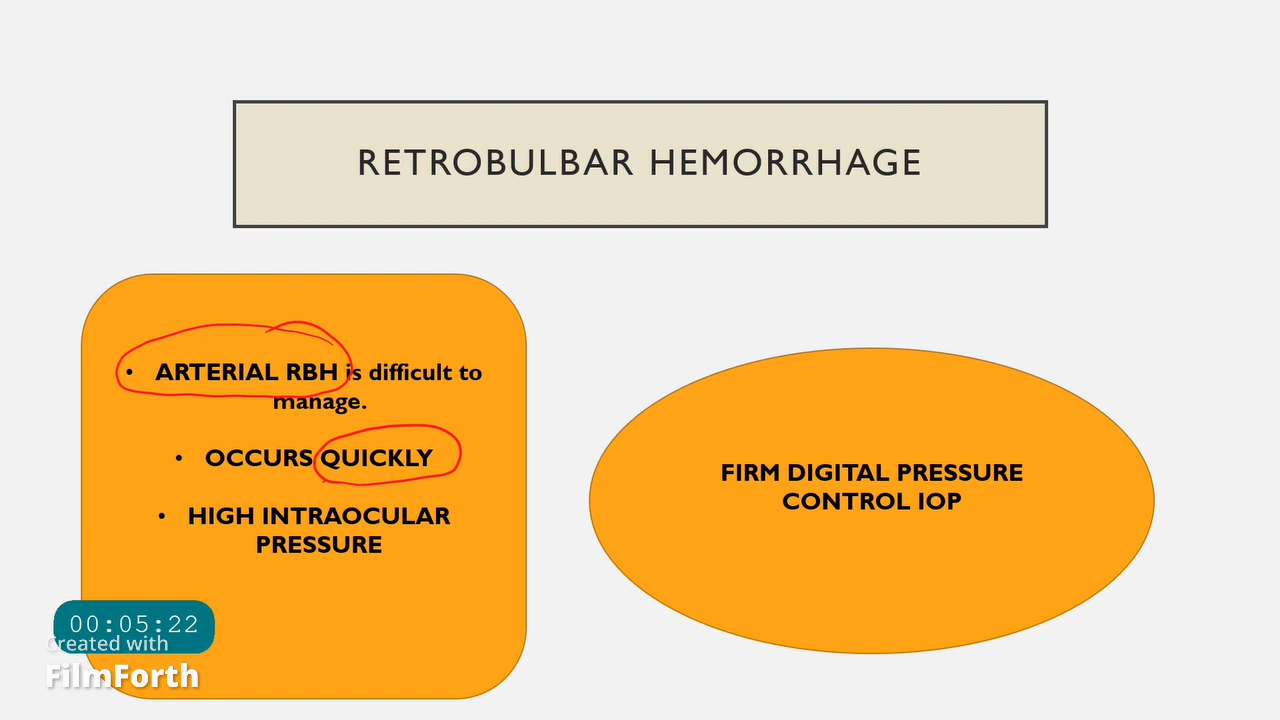 RETROBULBAR HEMORRHAGE
• ARTERIAL RBH is difficult to
manage.
• OCCURS QUICKLY
• HIGH INTRAOCULAR
PRESSURE
FIRM DIGITAL PRESSURE
CONTROL IOP
00:05:22
Created with
FilmForth